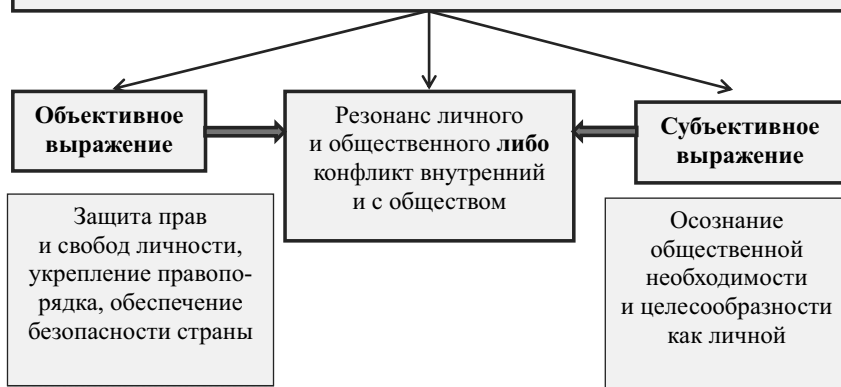 Объективное
выражение
Резонанс личного
и общественного либо
конфликт внутренний
и с обществом
Субъективное
выражение
Защита прав
и свобод личности,
укрепление правопо-
рядка, обеспечение
безопасности страны
Осознание
общественной
необходимости
и целесообразности
как личной